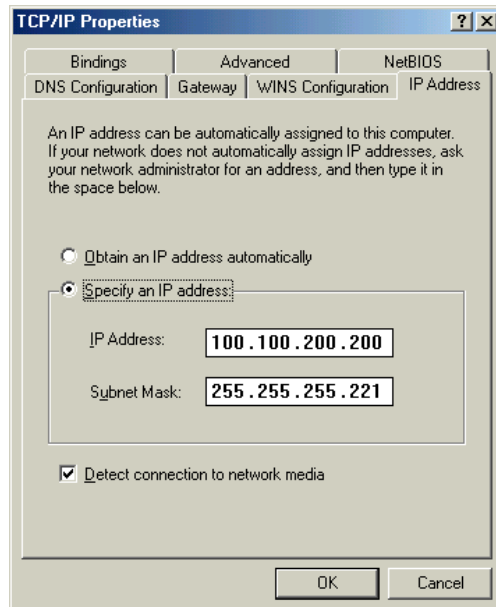 TCP/IP Properties
? ×
Bindings Advanced NetBIOS
DNS Configuration Gateway WINS Configuration IP Address
An IP address can be automatically assigned to this computer.
If your network does not automatically assign IP addresses, ask
your network administrator for an address, and then type it in
the space below.
Obtain an IP address automatically
Specify an IP address:
IP Address: 100.100.200.200
Subnet Mask: 255.255.255.221
Detect connection to network media
OK Cancel